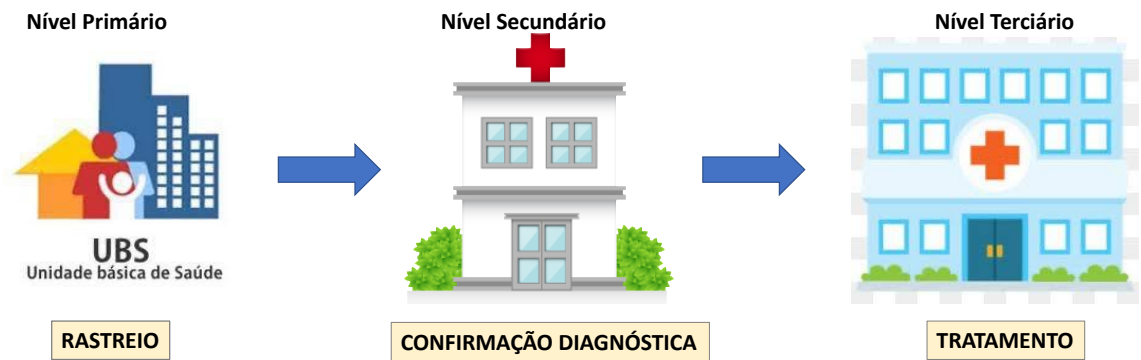 Nível Primário
Nível Secundário
Nível Terciário
UBS
Unidade básica de Saúde
RASTREIO
CONFIRMAÇÃO DIAGNÓSTICA
TRATAMENTO